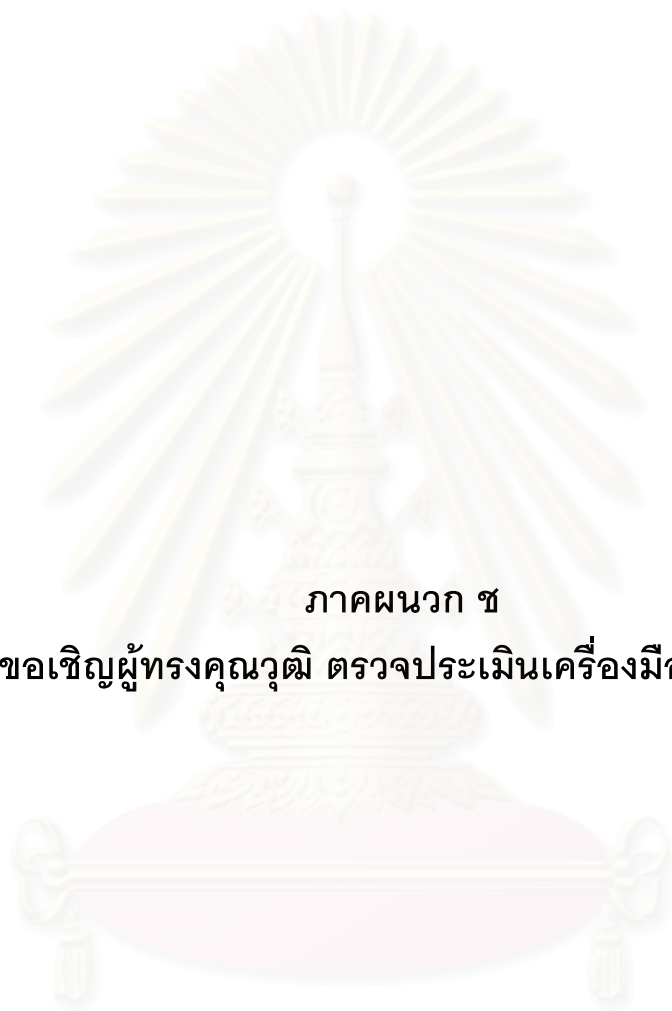 ภาคผนวก ช
ขอเชิญผู้ทรงคุณวุฒิ ตรวจประเมินเครื่องมือ